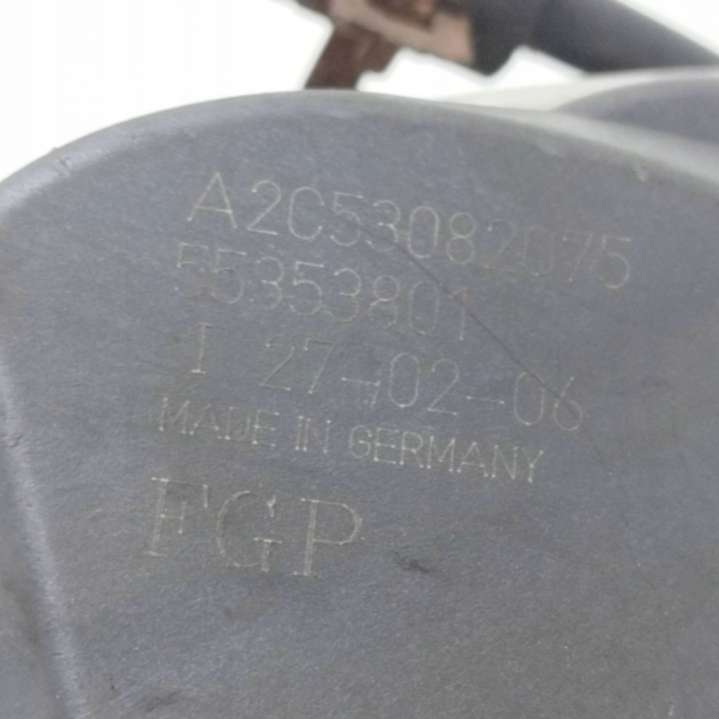 A2C53082075
55353801
I 27-02-06
MADE IN GERMANY
FGP